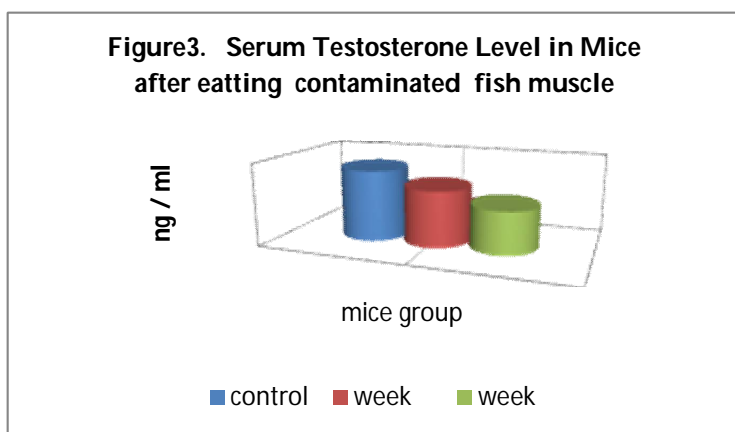 Figure3. Serum Testosterone Level in Mice
after eatting contaminated fish muscle
ng / ml
mice group
control week week